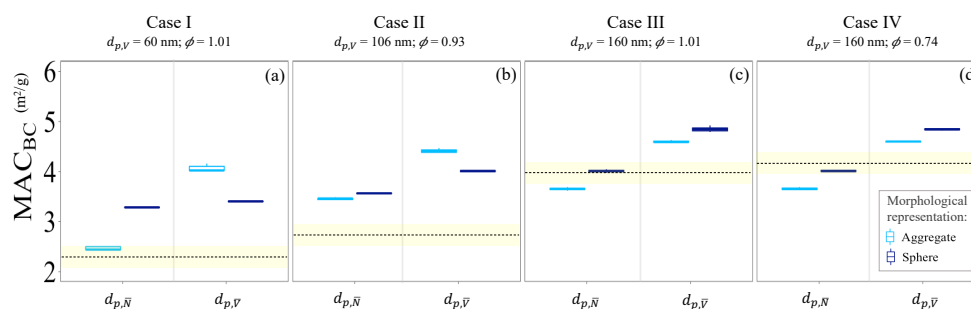 Case I
Case II
Case III
Case IV
d_{p,V} = 60 nm; ϕ = 1.01
d_{p,V} = 106 nm; ϕ = 0.93
d_{p,V} = 160 nm; ϕ = 1.01
d_{p,V} = 160 nm; ϕ = 0.74
MAC_{BC} (m²/g)
6
5
4
3
2
(a)
(b)
(c)
(d)
Morphological
representation:
Aggregate
Sphere
d_{p,N̅} d_{p,V̅}
d_{p,N̅} d_{p,V̅}
d_{p,N̅} d_{p,V̅}
d_{p,N̅} d_{p,V̅}